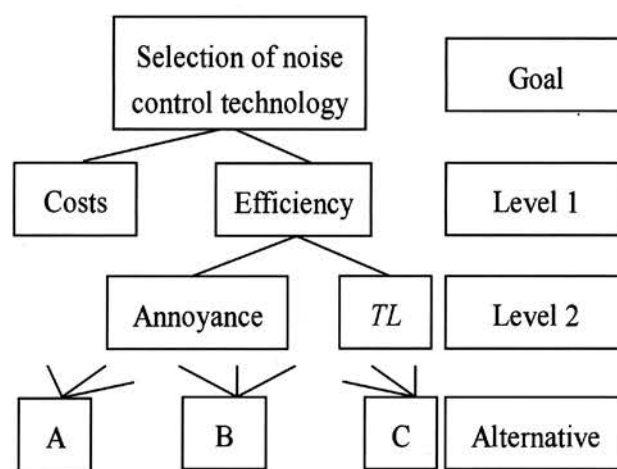 Selection of noise
control technology
Goal
Costs
Efficiency
Level 1
Annoyance
TL
Level 2
A
B
C
Alternative